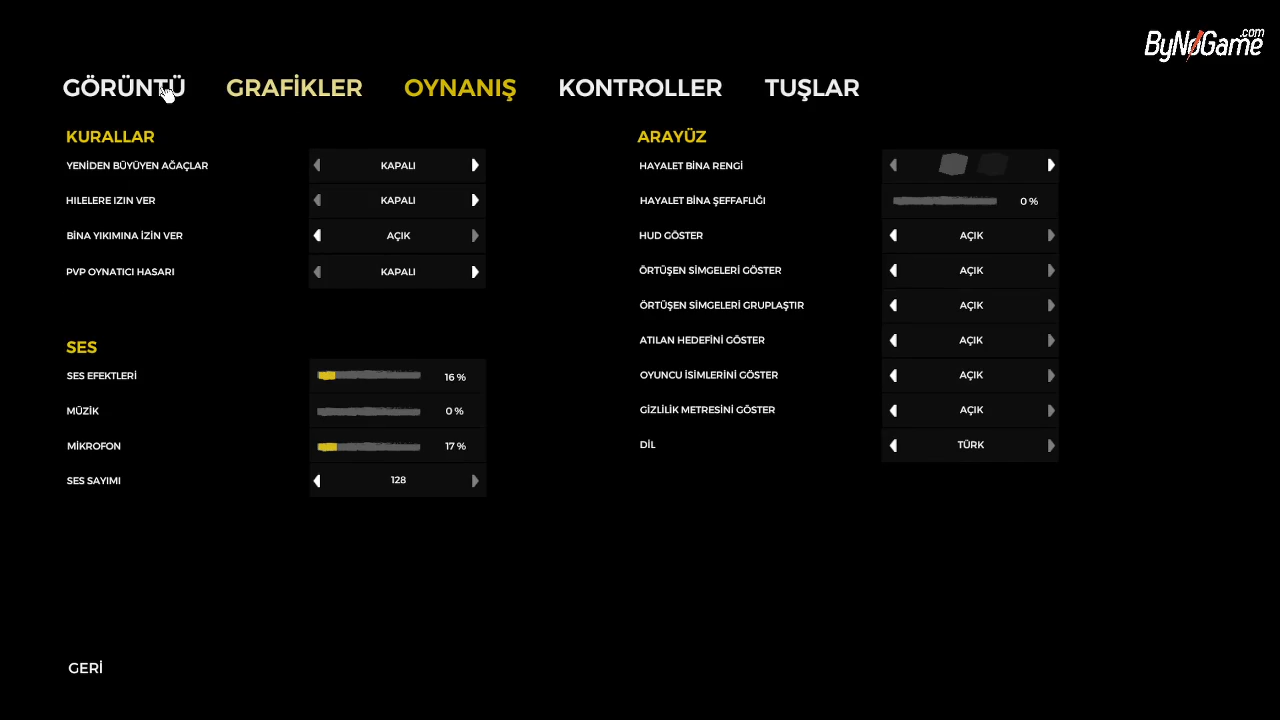 ByNoGame.com
GÖRÜNTÜ GRAFİKLER OYNANIŞ KONTROLLER TUŞLAR
KURALLAR
YENİDEN BÜYÜYEN AĞAÇLAR KAPALI
HILELERE IZIN VER KAPALI
BİNA YIKIMINA İZİN VER AÇIK
PVP OYNATICI HASARI KAPALI
SES
SES EFEKTLERİ 16 %
MÜZİK 0 %
MİKROFON 17 %
SES SAYIMI 128
ARAYÜZ
HAYALET BİNA RENGİ
HAYALET BİNA ŞEFFAFLIĞI 0 %
HUD GÖSTER AÇIK
ÖRTÜŞEN SİMGELERİ GÖSTER AÇIK
ÖRTÜŞEN SİMGELERİ GRUPLAŞTIR AÇIK
ATILAN HEDEFİNİ GÖSTER AÇIK
OYUNCU İSİMLERİNİ GÖSTER AÇIK
GİZLİLİK METRESİNİ GÖSTER AÇIK
DİL TÜRK
GERİ